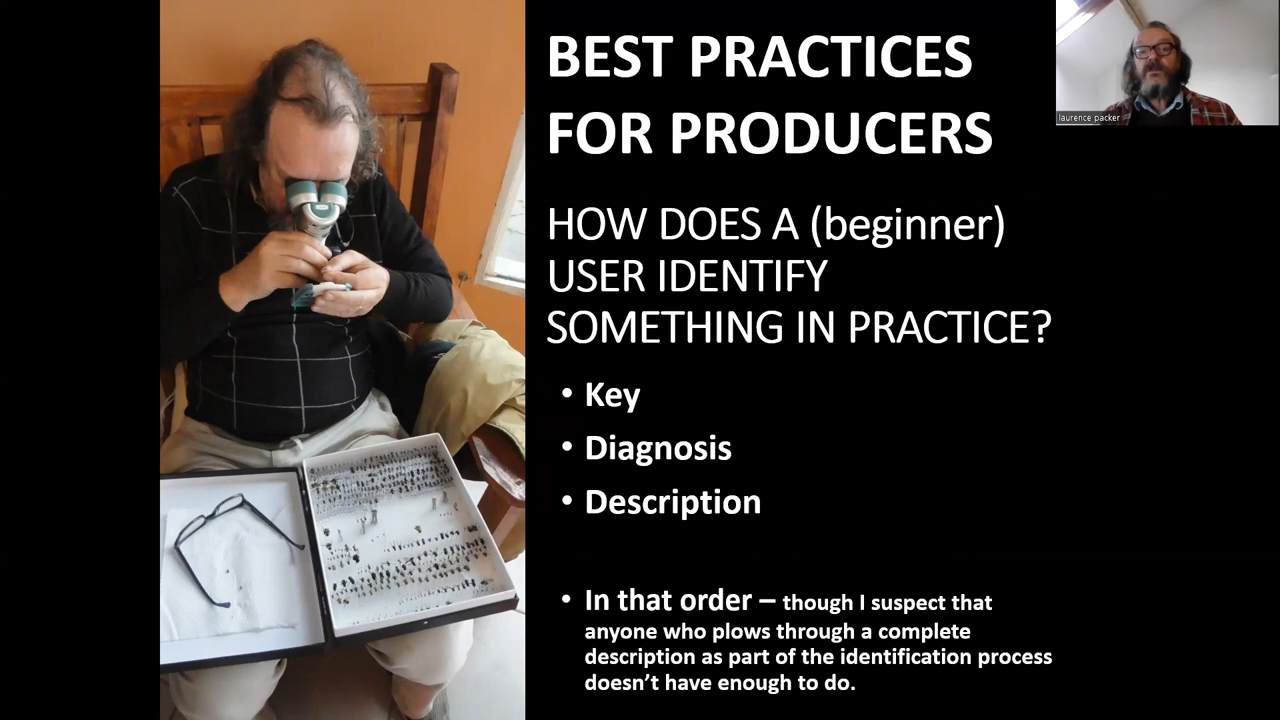 BEST PRACTICES
FOR PRODUCERS
laurence packer
HOW DOES A (beginner)
USER IDENTIFY
SOMETHING IN PRACTICE?
• Key
• Diagnosis
• Description
• In that order – though I suspect that
anyone who plows through a complete
description as part of the identification process
doesn’t have enough to do.